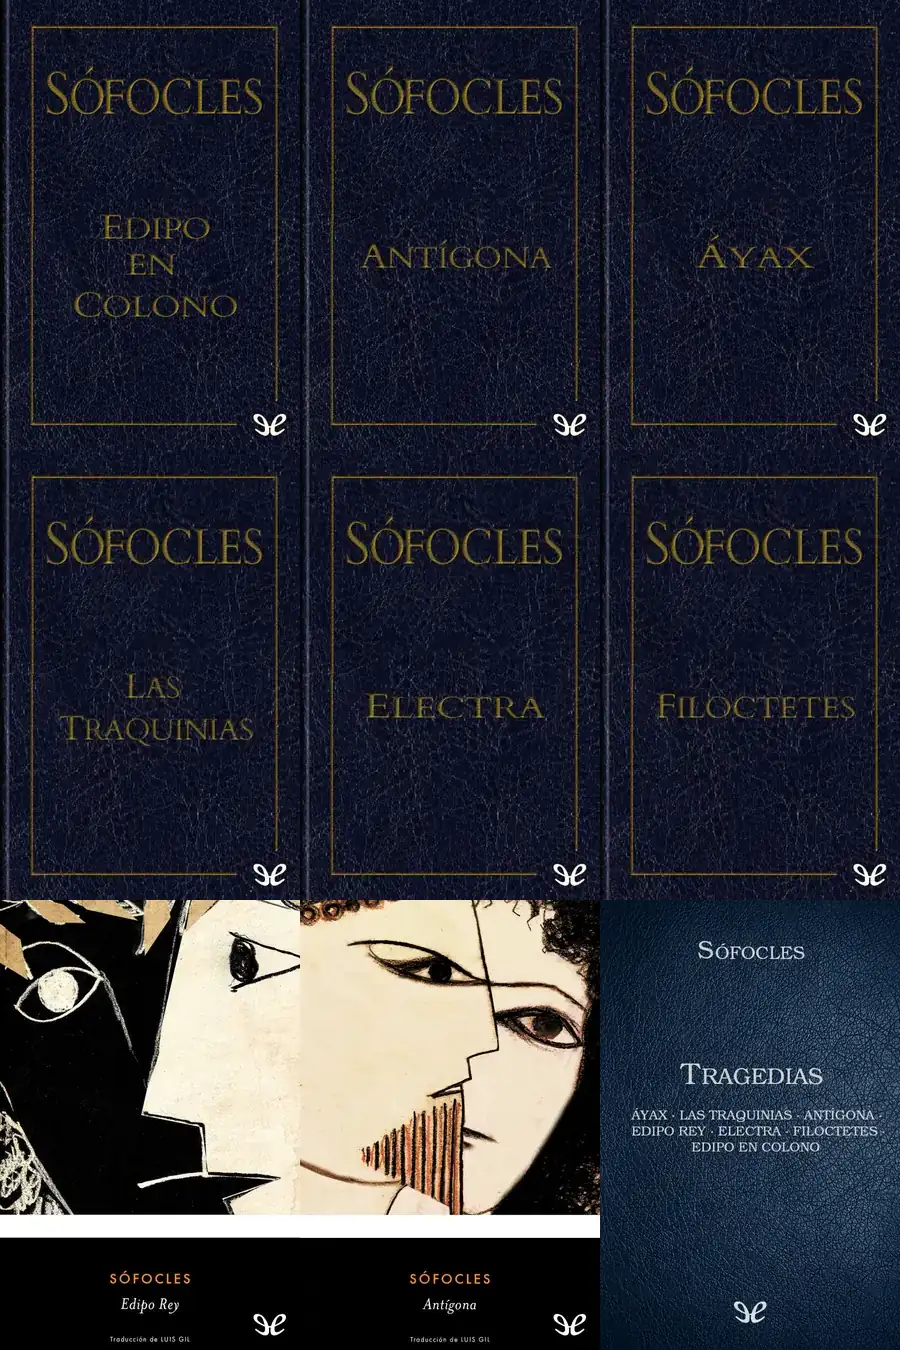 SÓFOCLES
EDIPO
EN
COLONO
SÓFOCLES
ANTÍGONA
SÓFOCLES
ÁYAX
SÓFOCLES
LAS
TRAQUINIAS
SÓFOCLES
ELECTRA
SÓFOCLES
FILOCTETES
SÓFOCLES
Edipo Rey
Traducción de LUIS GIL
SÓFOCLES
Antígona
Traducción de LUIS GIL
SÓFOCLES
TRAGEDIAS
ÁYAX · LAS TRAQUINIAS · ANTÍGONA ·
EDIPO REY · ELECTRA · FILOCTETES ·
EDIPO EN COLONO